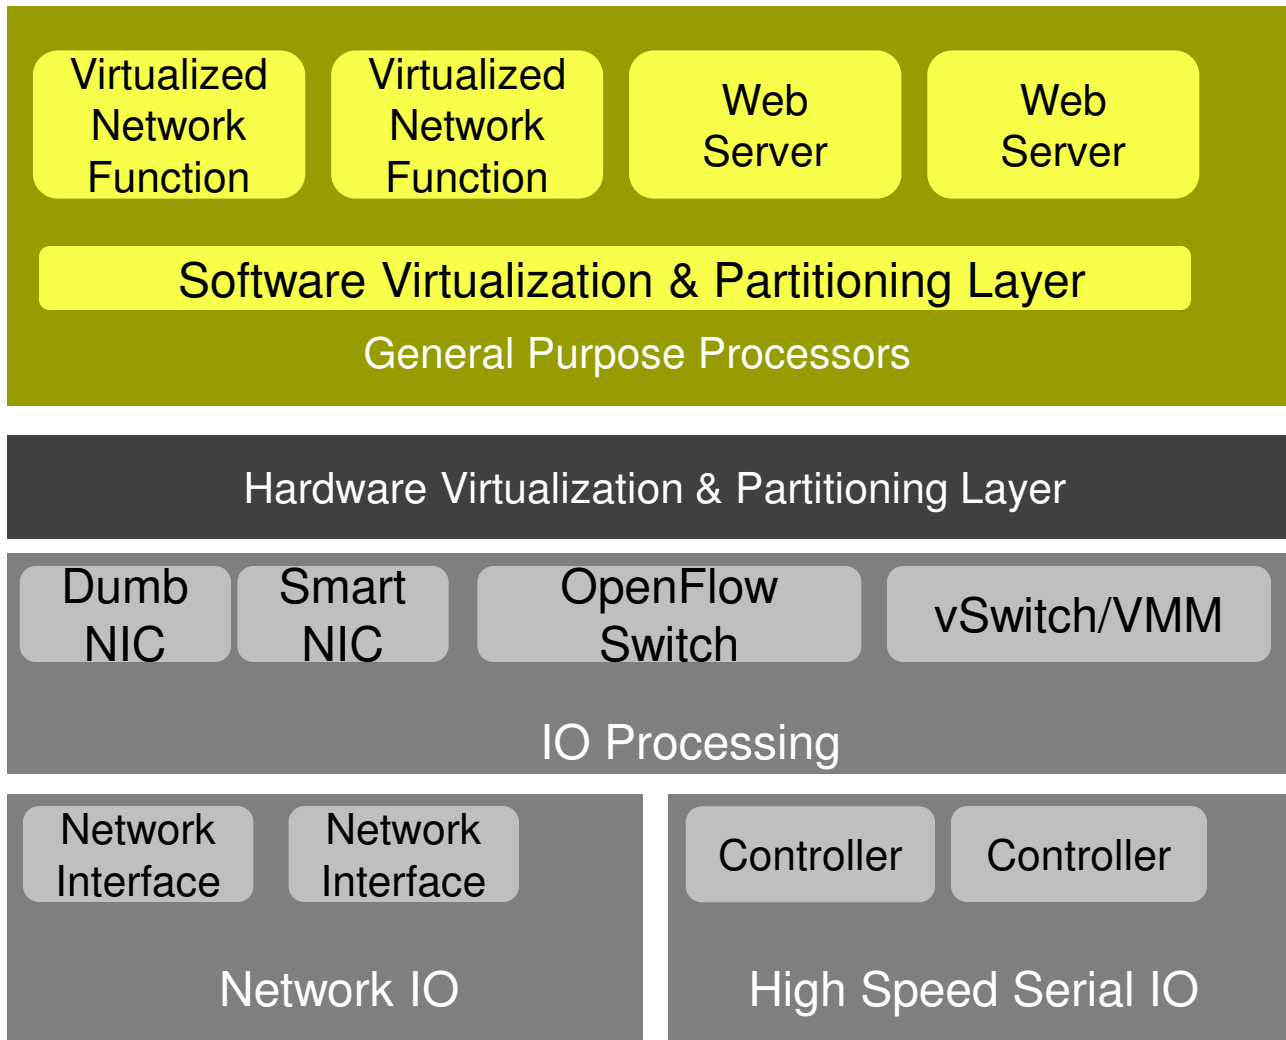 Virtualized
Network
Function
Virtualized
Network
Function
Web
Server
Web
Server
Software Virtualization & Partitioning Layer
General Purpose Processors
Hardware Virtualization & Partitioning Layer
Dumb
NIC
Smart
NIC
OpenFlow
Switch
vSwitch/VMM
IO Processing
Network
Interface
Network
Interface
Network IO
Controller
Controller
High Speed Serial IO